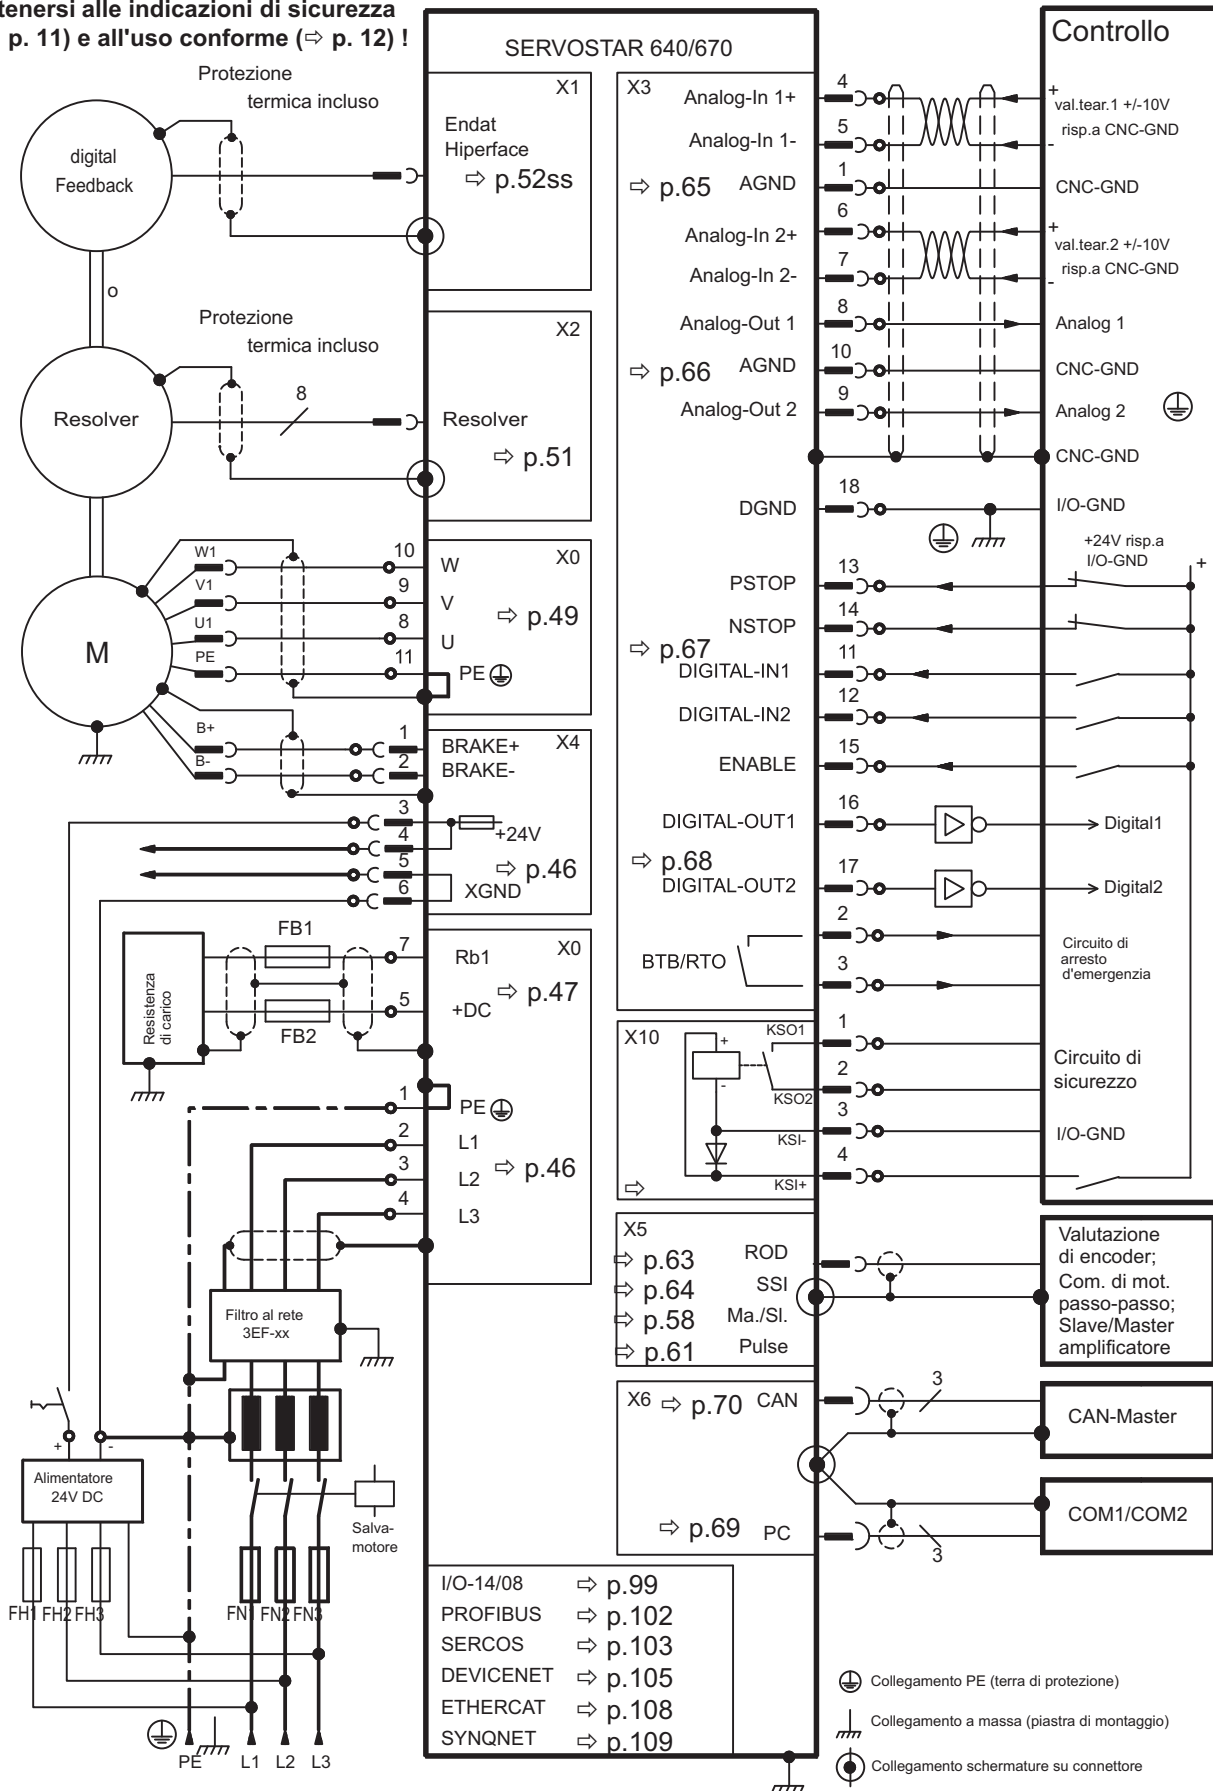 tenersi alle indicazioni di sicurezza
p. 11) e all'uso conforme (⇨ p. 12) !
SERVOSTAR 640/670
Controllo
Protezione
termica incluso
digital
Feedback
X1
Endat
Hiperface
⇨ p.52ss
o
Protezione
termica incluso
Resolver
8
X2
Resolver
⇨ p.51
M
W1
V1
U1
PE
10
9
8
11
W
V
U
PE
X0
⇨ p.49
B+
B-
1
2
BRAKE+
BRAKE-
X4
3
4
5
6
+24V
XGND
⇨ p.46
Resistenza
di carico
FB1
FB2
7
5
Rb1
+DC
X0
⇨ p.47
1
2
3
4
PE
L1
L2
L3
⇨ p.46
Filtro al rete
3EF-xx
+
-
Alimentatore
24V DC
Salva-
motore
FH1 FH2 FH3
FN1 FN2 FN3
PE L1 L2 L3
X3
Analog-In 1+
4
+
val.tear.1 +/-10V
risp.a CNC-GND
Analog-In 1-
5
-
⇨ p.65
AGND
1
CNC-GND
Analog-In 2+
6
+
val.tear.2 +/-10V
risp.a CNC-GND
Analog-In 2-
7
-
Analog-Out 1
8
Analog 1
⇨ p.66
AGND
10
CNC-GND
Analog-Out 2
9
Analog 2
CNC-GND
DGND
18
I/O-GND
+24V risp.a
I/O-GND
+
PSTOP
13
NSTOP
14
⇨ p.67
DIGITAL-IN1
11
DIGITAL-IN2
12
ENABLE
15
DIGITAL-OUT1
16
Digital1
⇨ p.68
DIGITAL-OUT2
17
Digital2
BTB/RTO
2
3
Circuito di
arresto
d'emergenzia
X10
⇨
+
-
KSO1
1
KSO2
2
Circuito di
sicurezzo
KSI-
3
I/O-GND
KSI+
4
X5
⇨ p.63 ROD
⇨ p.64 SSI
⇨ p.58 Ma./Sl.
⇨ p.61 Pulse
Valutazione
di encoder;
Com. di mot.
passo-passo;
Slave/Master
amplificatore
X6 ⇨ p.70 CAN
3
CAN-Master
⇨ p.69 PC
3
COM1/COM2
I/O-14/08 ⇨ p.99
PROFIBUS ⇨ p.102
SERCOS ⇨ p.103
DEVICENET ⇨ p.105
ETHERCAT ⇨ p.108
SYNQNET ⇨ p.109
Collegamento PE (terra di protezione)
Collegamento a massa (piastra di montaggio)
Collegamento schermature su connettore